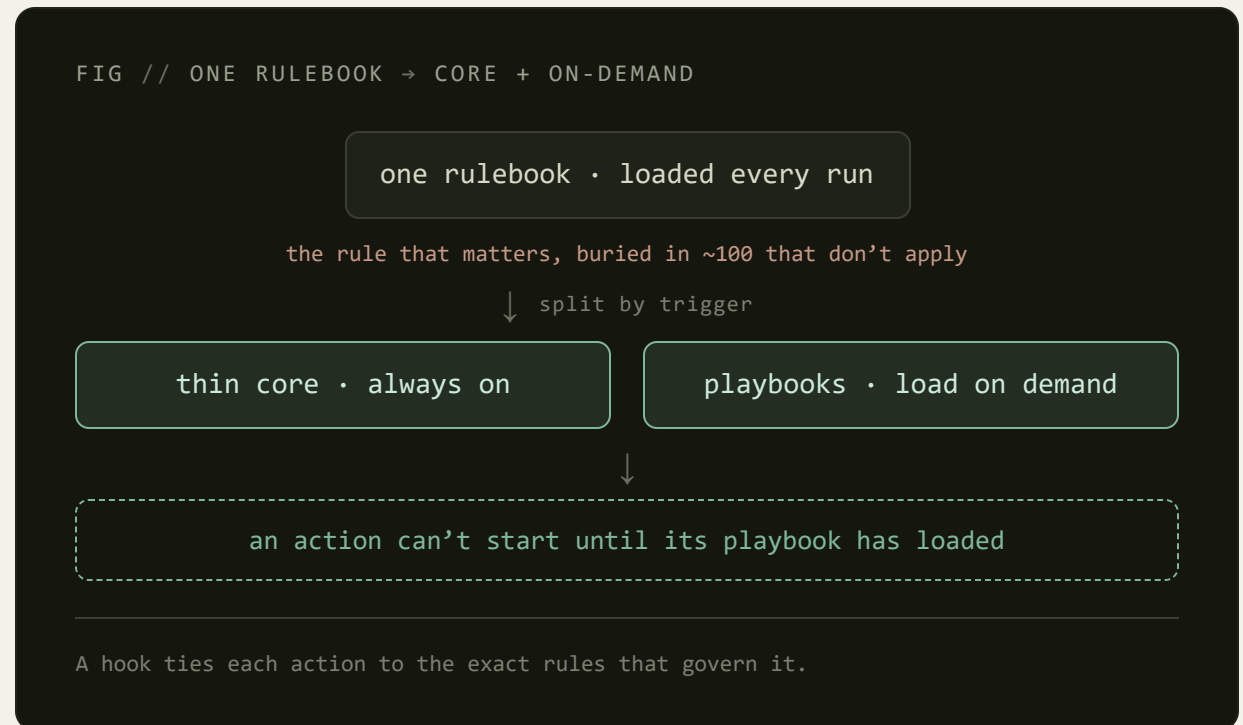 FIG // ONE RULEBOOK → CORE + ON-DEMAND
one rulebook · loaded every run
the rule that matters, buried in ~100 that don’t apply
↓ split by trigger
thin core · always on
playbooks · load on demand
↓
an action can’t start until its playbook has loaded
A hook ties each action to the exact rules that govern it.